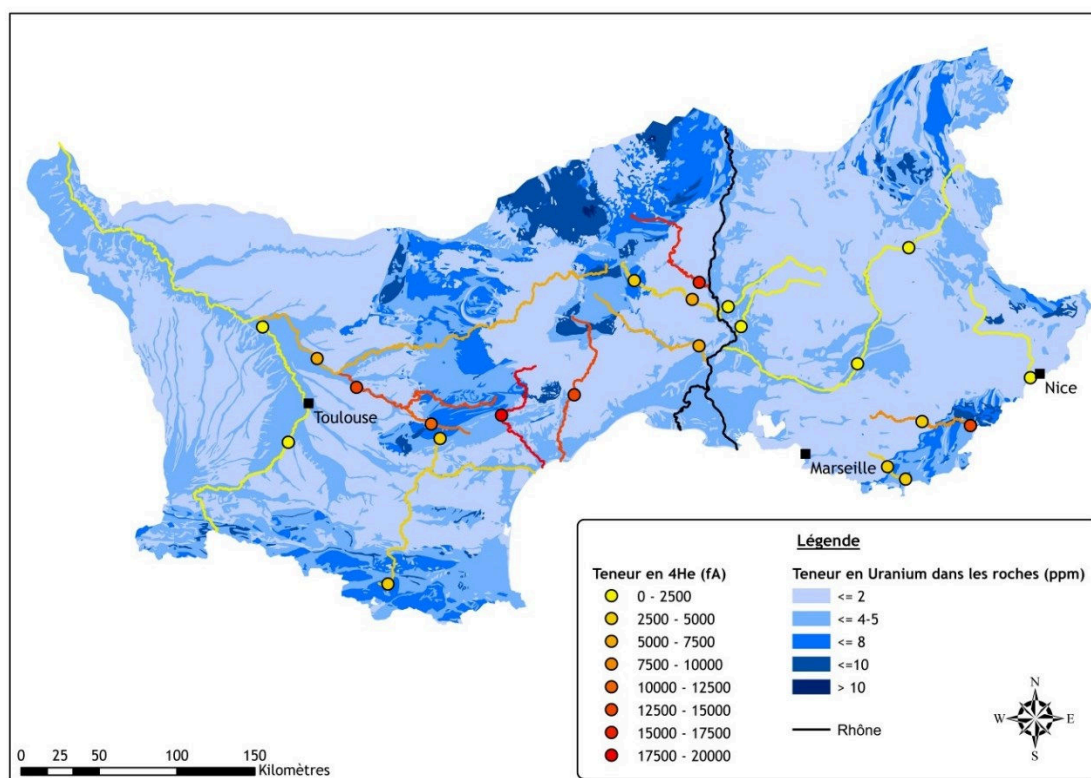 Toulouse
Nice
Marseille
Légende
Teneur en 4He (fA)
0 - 2500
2500 - 5000
5000 - 7500
7500 - 10000
10000 - 12500
12500 - 15000
15000 - 17500
17500 - 20000
Teneur en Uranium dans les roches (ppm)
<= 2
<= 4-5
<= 8
<=10
> 10
Rhône
N
W E
S
0 25 50 100 150
Kilomètres